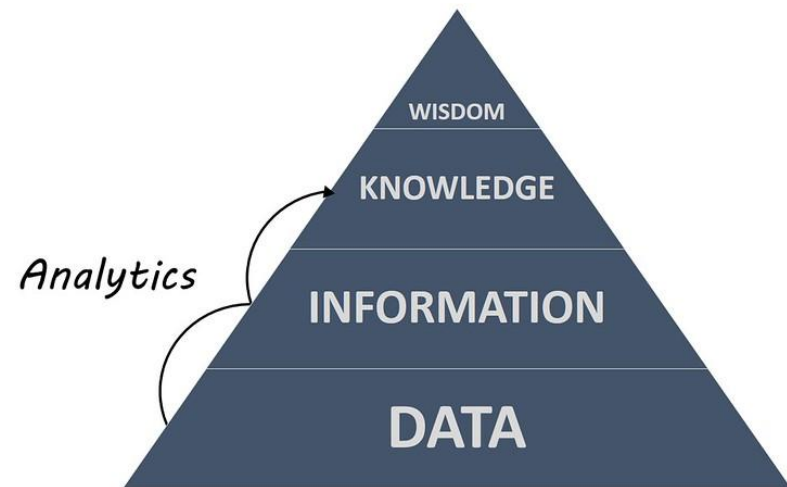 WISDOM
KNOWLEDGE
Analytics
INFORMATION
DATA